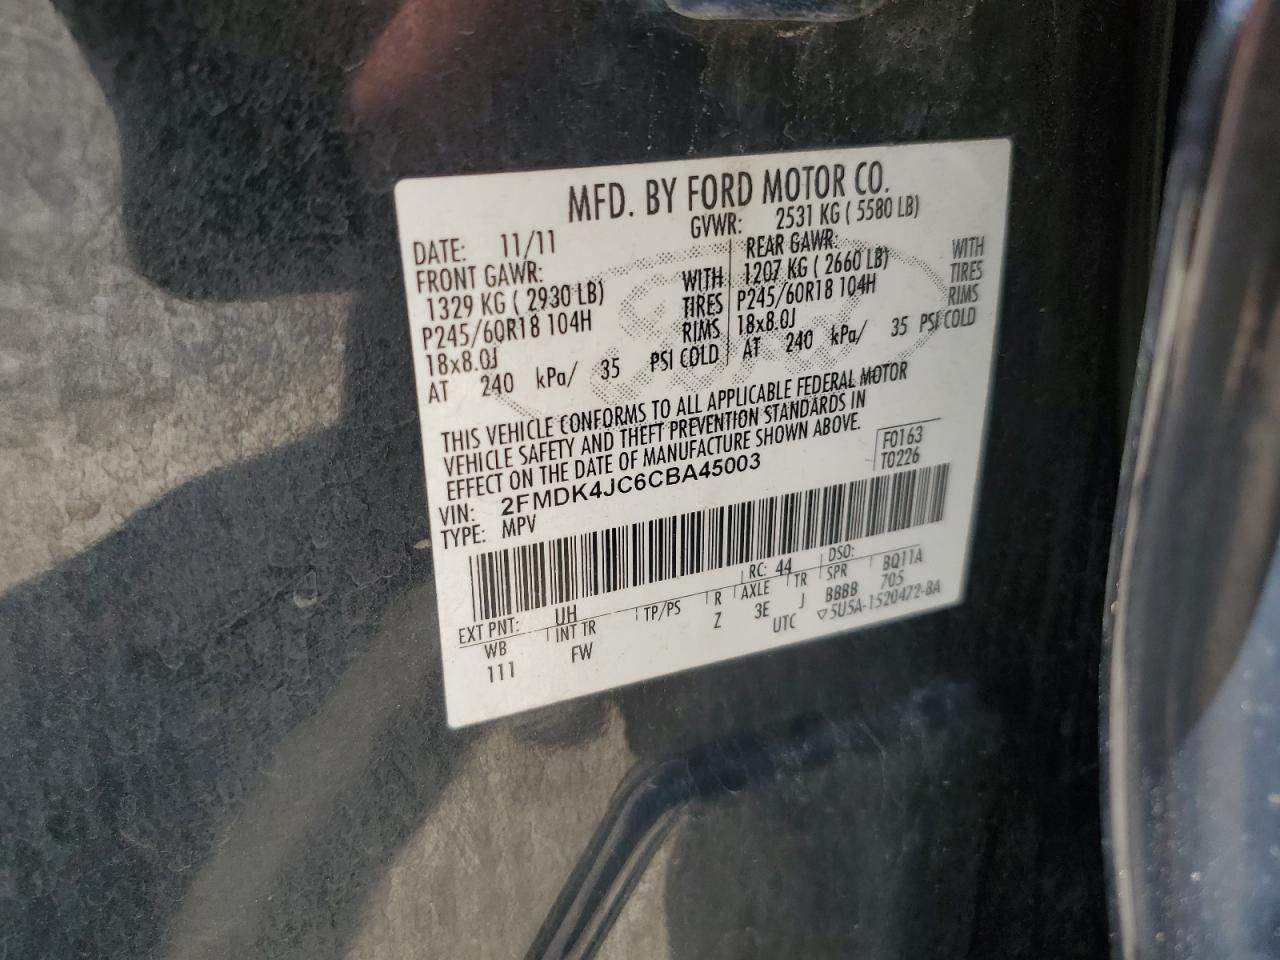 MFD. BY FORD MOTOR CO.
DATE: 11/11 GVWR: 2531 KG ( 5580 LB)
FRONT GAWR: REAR GAWR:
1329 KG ( 2930 LB) WITH 1207 KG ( 2660 LB) WITH
P245/60R18 104H TIRES P245/60R18 104H TIRES
18x8.0J RIMS 18x8.0J RIMS
AT 240 kPa/ 35 PSI COLD AT 240 kPa/ 35 PSI COLD
THIS VEHICLE CONFORMS TO ALL APPLICABLE FEDERAL MOTOR
VEHICLE SAFETY AND THEFT PREVENTION STANDARDS IN
EFFECT ON THE DATE OF MANUFACTURE SHOWN ABOVE.
VIN: 2FMDK4JC6CBA45003 F0163
TYPE: MPV T0226
EXT PNT: UH RC: 44 DSO:
WB INT TR TP/PS R AXLE TR SPR BQ11A
111 FW Z 3E J BBBB 705
UTC ▽5U5A-1520472-BA